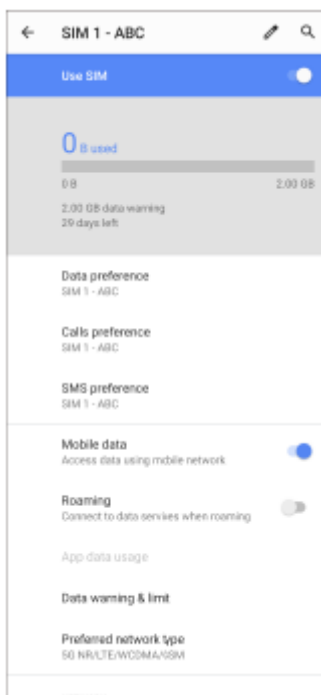 SIM 1 - ABC
Use SIM
0 B used
0 B 2.00 GB
2.00 GB data warning
29 days left
Data preference
SIM 1 - ABC
Calls preference
SIM 1 - ABC
SMS preference
SIM 1 - ABC
Mobile data
Access data using mobile network
Roaming
Connect to data services when roaming
App data usage
Data warning & limit
Preferred network type
5G NR/LTE/WCDMA/GSM